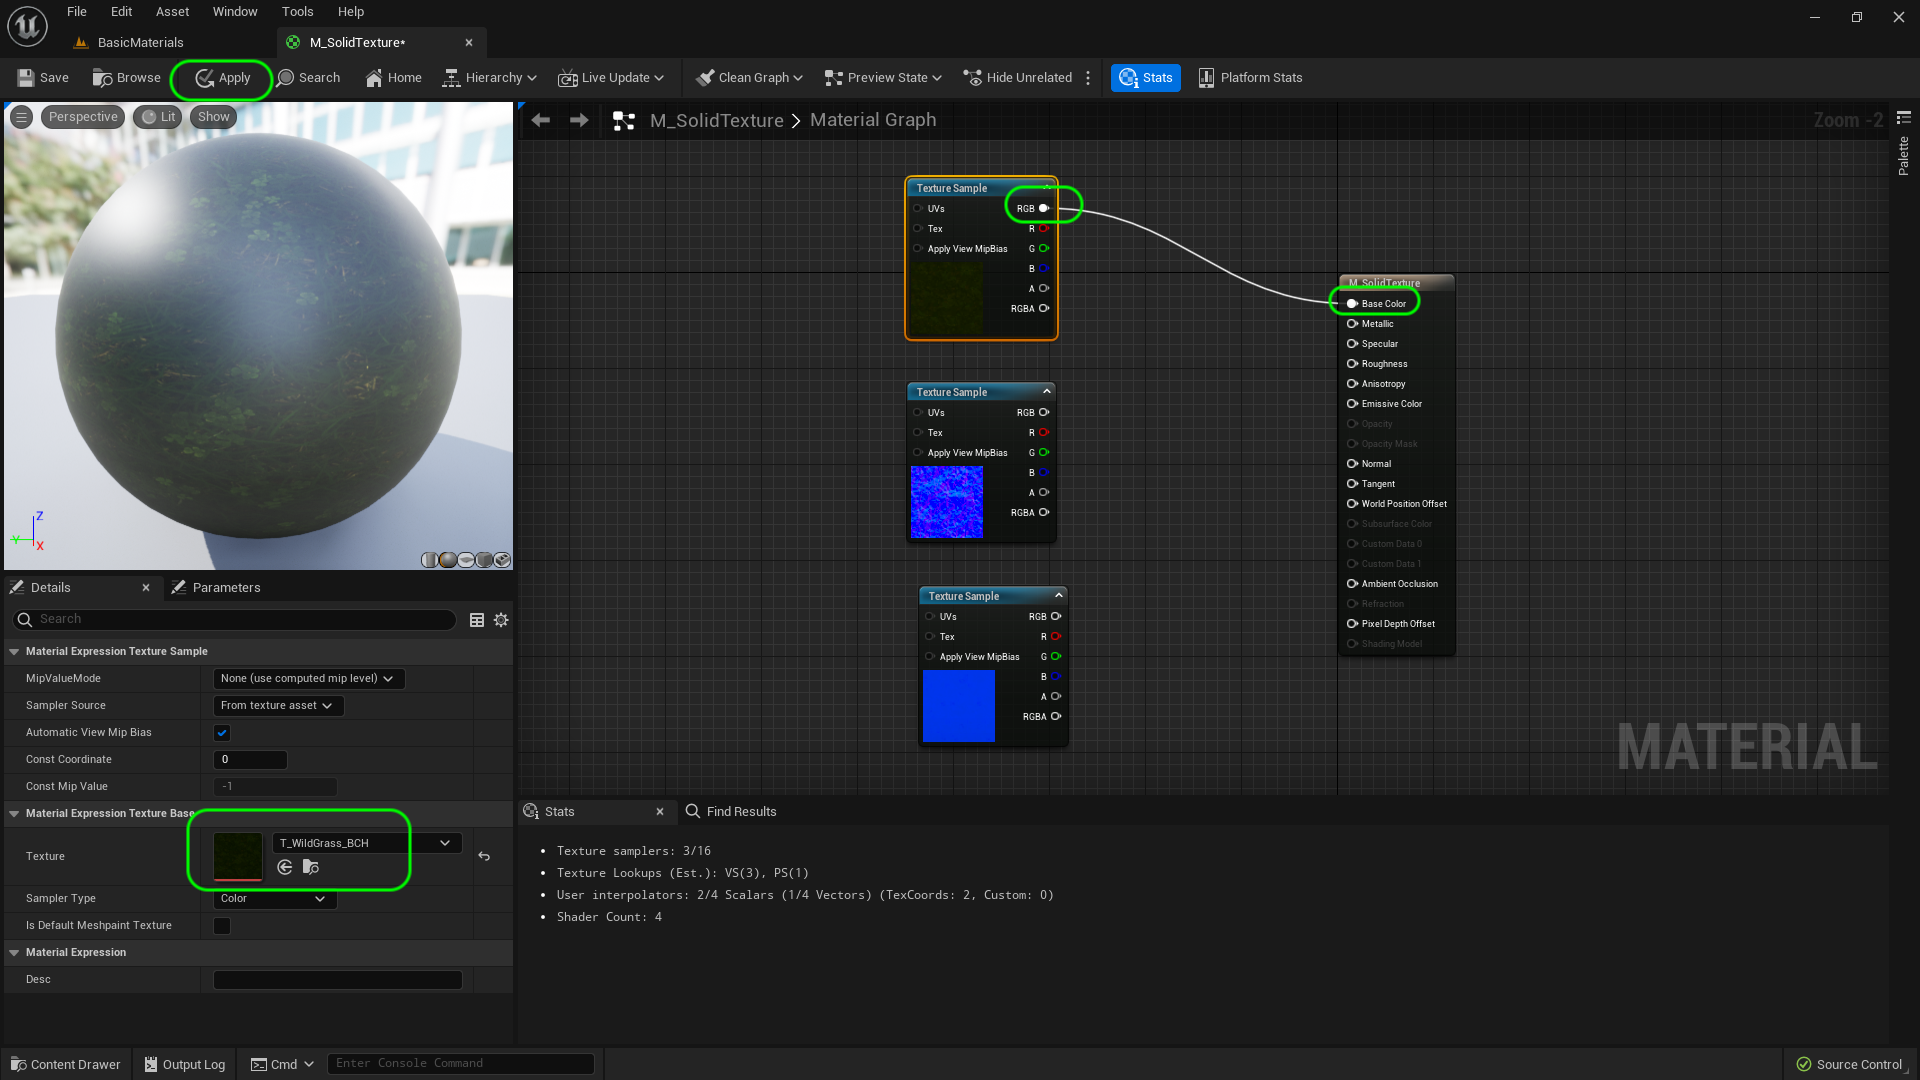 File Edit Asset Window Tools Help
BasicMaterials
M_SolidTexture*
Save Browse Apply Search Home Hierarchy Live Update Clean Graph Preview State Hide Unrelated Stats Platform Stats
Perspective Lit Show
M_SolidTexture > Material Graph
Zoom -2
Palette
Texture Sample
UVs RGB
Tex R
Apply View MipBias G
B
A
RGBA
Texture Sample
UVs RGB
Tex R
Apply View MipBias G
B
A
RGBA
Texture Sample
UVs RGB
Tex R
Apply View MipBias G
B
A
RGBA
M_SolidTexture
Base Color
Metallic
Specular
Roughness
Anisotropy
Emissive Color
Opacity
Opacity Mask
Normal
Tangent
World Position Offset
Subsurface Color
Custom Data 0
Custom Data 1
Ambient Occlusion
Refraction
Pixel Depth Offset
Shading Model
MATERIAL
Z
Y
X
Details
Parameters
Search
Material Expression Texture Sample
MipValueMode None (use computed mip level)
Sampler Source From texture asset
Automatic View Mip Bias
Const Coordinate 0
Const Mip Value -1
Material Expression Texture Base
Texture T_WildGrass_BCH
Sampler Type Color
Is Default Meshpaint Texture
Material Expression
Desc
Stats
Find Results
Texture samplers: 3/16
Texture Lookups (Est.): VS(3), PS(1)
User interpolators: 2/4 Scalars (1/4 Vectors) (TexCoords: 2, Custom: 0)
Shader Count: 4
Content Drawer Output Log Cmd Enter Console Command Source Control